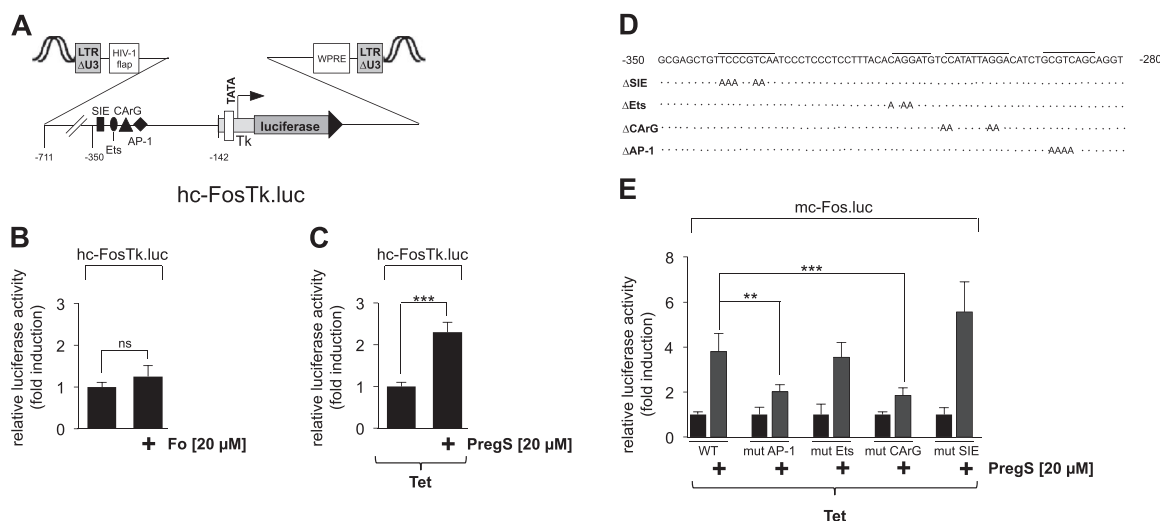 A
LTR
ΔU3
HIV-1
flap
WPRE
LTR
ΔU3
TATA
SIE CArG
Ets
AP-1
Tk
luciferase
-711
-350
-142
hc-FosTk.luc
B
hc-FosTk.luc
relative luciferase activity
(fold induction)
3
2
1
0
ns
+ Fo [20 µM]
C
hc-FosTk.luc
relative luciferase activity
(fold induction)
3
2
1
0
***
+ PregS [20 µM]
Tet
D
-350 GCGAGCTGTTCCCGTCAATCCCTCCCTCCTTTACACAGGATGTCCATATTAGGACATCTGCGTCAGCAGGT -280
ΔSIE AAA AA
ΔEts A AA
ΔCArG AA AA
ΔAP-1 AAAA
E
mc-Fos.luc
relative luciferase activity
(fold induction)
8
6
4
2
0
***
**
WT mut AP-1 mut Ets mut CArG mut SIE
+ + + + + PregS [20 µM]
Tet